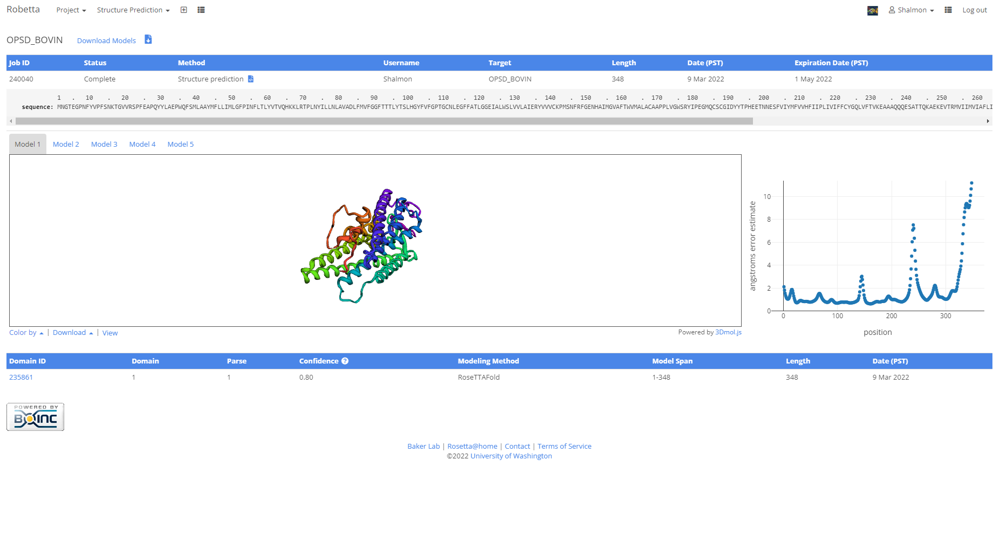 Robetta Project Structure Prediction Shalmon Log out
OPSD_BOVIN Download Models
Job ID Status Method Username Target Length Date (PST) Expiration Date (PST)
240040 Complete Structure prediction Shalmon OPSD_BOVIN 348 9 Mar 2022 1 May 2022
1 . 10 . 20 . 30 . 40 . 50 . 60 . 70 . 80 . 90 . 100 . 110 . 120 . 130 . 140 . 150 . 160 . 170 . 180 . 190 . 200 . 210 . 220 . 230 . 240 . 250 . 260
sequence: MNGTEGPNFYVPFSNKTGVVRSPFEAPQYYLAEPWQFSMLAAYMFLLIMLGFPINFLTLYVTVQHKKLRTPLNYILLNLAVADLFMVFGGFTTTLYTSLHGYFVFGPTGCNLEGFFATLGGEIALWSLVVLAIERYVVVCKPMSNFRFGENHAIMGVAFTWVMALACAAPPLVGWSRYIPEGMQCSCGIDYYTPHEETNNESFVIYMFVVHFIIPLIVIFFCYGQLVFTVKEAAAQQQESATTQKAEKEVTRMVIIMVIAFLI
Model 1 Model 2 Model 3 Model 4 Model 5
10
8
6
4
2
0
angstroms error estimate
0 100 200 300
position
Color by | Download | View Powered by 3Dmol.js
Domain ID Domain Parse Confidence ? Modeling Method Model Span Length Date (PST)
235861 1 1 0.80 RoseTTAFold 1-348 348 9 Mar 2022
POWERED BY
BOINC
Baker Lab | Rosetta@home | Contact | Terms of Service
©2022 University of Washington